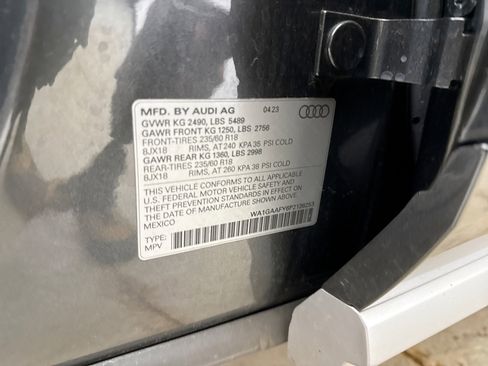 MFD. BY AUDI AG 04.23
GVWR KG 2490, LBS 5489
GAWR FRONT KG 1250, LBS 2756
FRONT-TIRES 235/60 R18
8JX18 RIMS, AT 240 KPA 35 PSI COLD
GAWR REAR KG 1360, LBS 2998
REAR-TIRES 235/60 R18
8JX18 RIMS, AT 260 KPA 38 PSI COLD
THIS VEHICLE CONFORMS TO ALL APPLICABLE
U.S. FEDERAL MOTOR VEHICLE SAFETY AND
THEFT PREVENTION STANDARDS IN EFFECT ON THE
DATE OF MANUFACTURE SHOWN ABOVE.
MEXICO
TYPE:
MPV